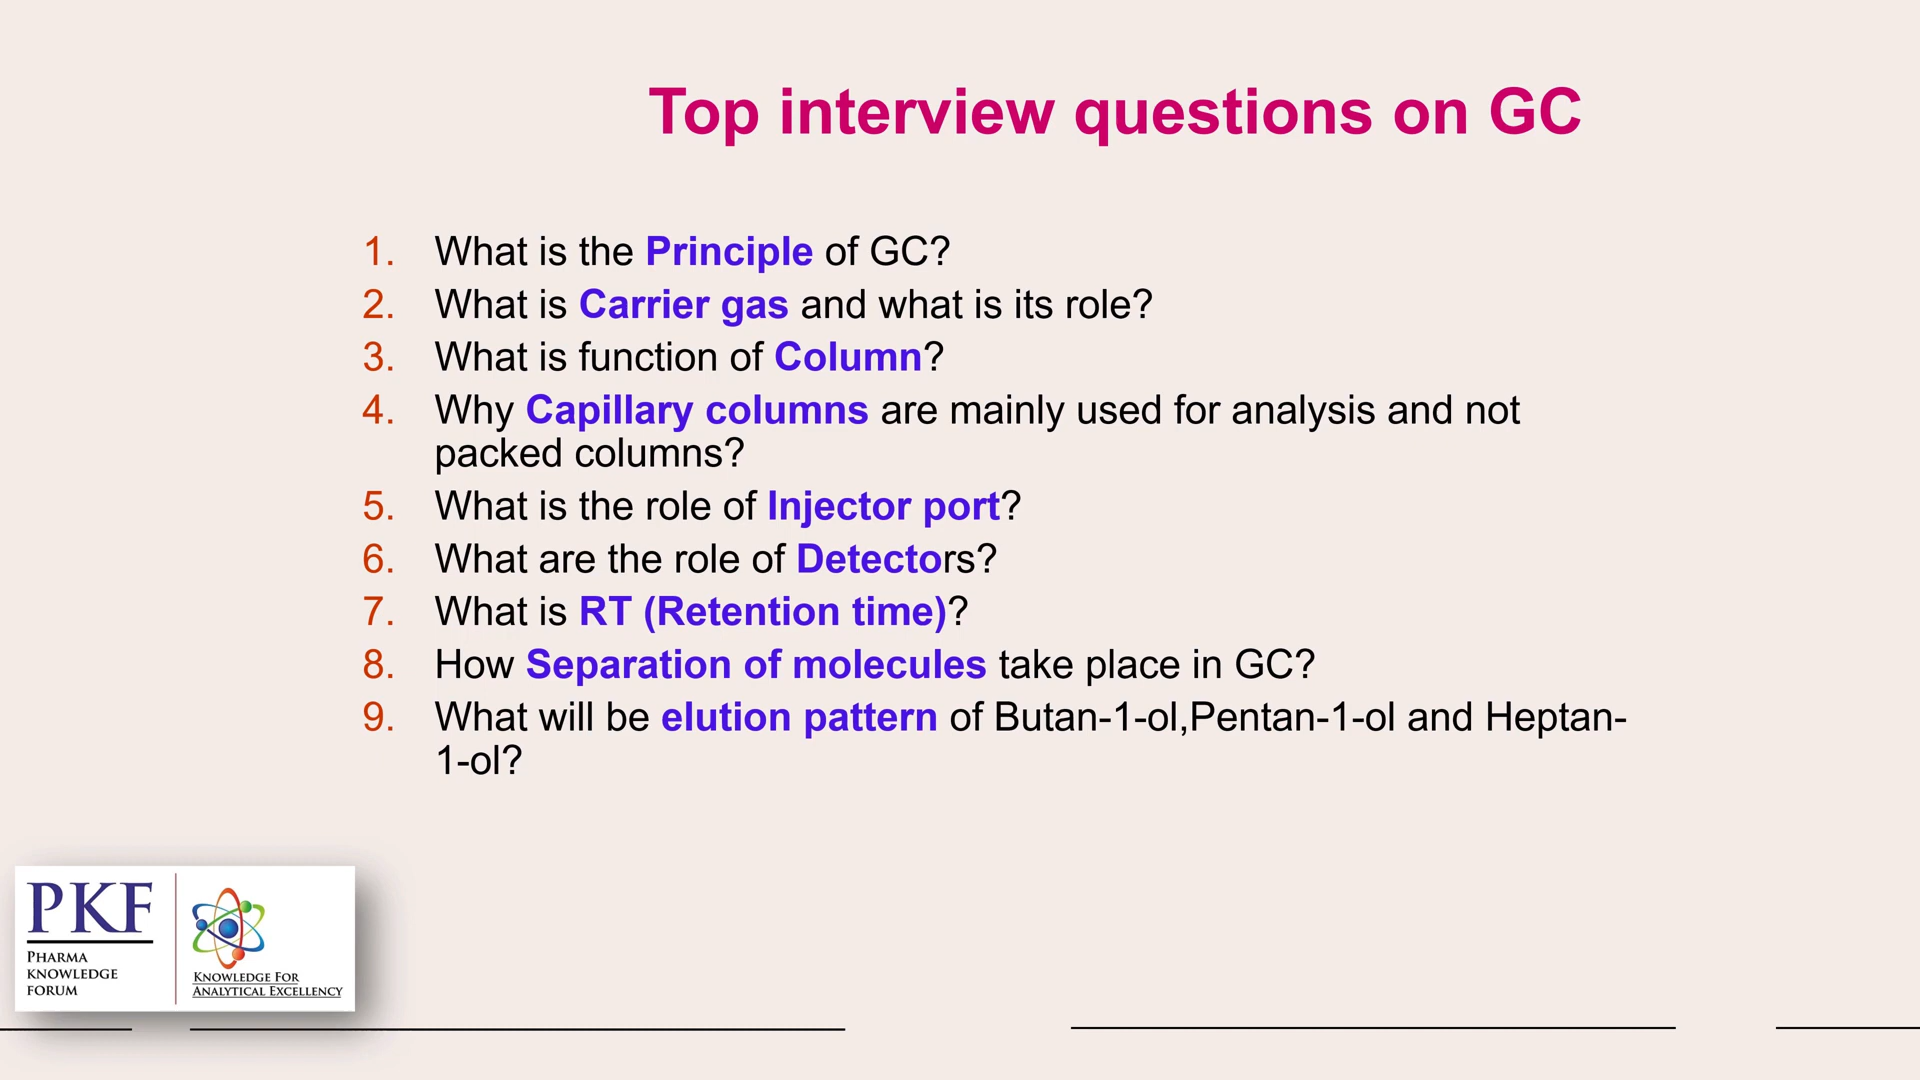 Top interview questions on GC
1. What is the Principle of GC?
2. What is Carrier gas and what is its role?
3. What is function of Column?
4. Why Capillary columns are mainly used for analysis and not
packed columns?
5. What is the role of Injector port?
6. What are the role of Detectors?
7. What is RT (Retention time)?
8. How Separation of molecules take place in GC?
9. What will be elution pattern of Butan-1-ol,Pentan-1-ol and Heptan-
1-ol?
PKF
PHARMA
KNOWLEDGE
FORUM
KNOWLEDGE FOR
ANALYTICAL EXCELLENCY